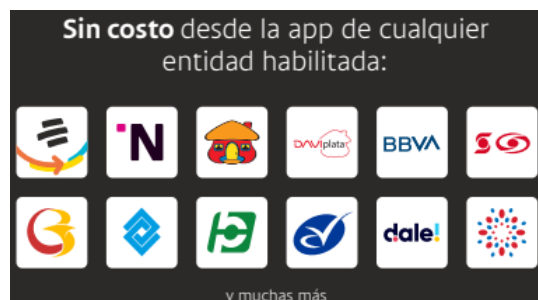 Sin costo desde la app de cualquier
entidad habilitada:
N
DAVIplata
BBVA
dale!
y muchas más